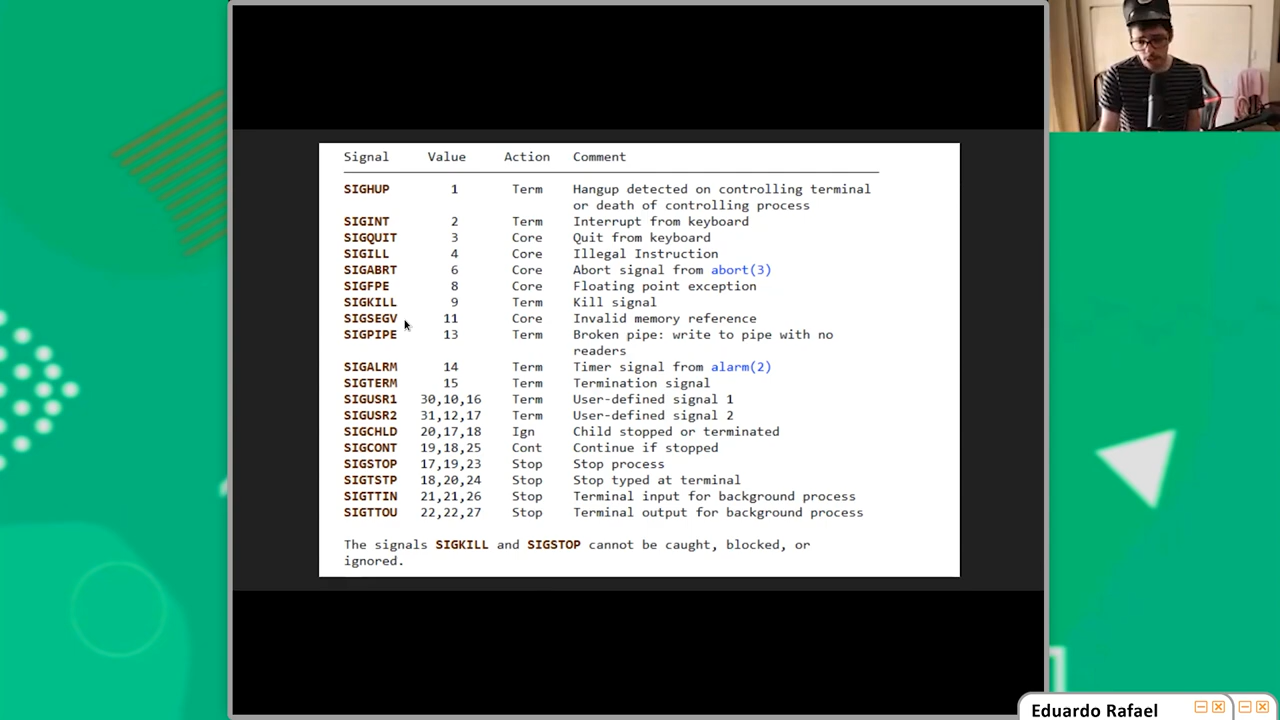 Signal Value Action Comment
SIGHUP 1 Term Hangup detected on controlling terminal
or death of controlling process
SIGINT 2 Term Interrupt from keyboard
SIGQUIT 3 Core Quit from keyboard
SIGILL 4 Core Illegal Instruction
SIGABRT 6 Core Abort signal from abort(3)
SIGFPE 8 Core Floating point exception
SIGKILL 9 Term Kill signal
SIGSEGV 11 Core Invalid memory reference
SIGPIPE 13 Term Broken pipe: write to pipe with no
readers
SIGALRM 14 Term Timer signal from alarm(2)
SIGTERM 15 Term Termination signal
SIGUSR1 30,10,16 Term User-defined signal 1
SIGUSR2 31,12,17 Term User-defined signal 2
SIGCHLD 20,17,18 Ign Child stopped or terminated
SIGCONT 19,18,25 Cont Continue if stopped
SIGSTOP 17,19,23 Stop Stop process
SIGTSTP 18,20,24 Stop Stop typed at terminal
SIGTTIN 21,21,26 Stop Terminal input for background process
SIGTTOU 22,22,27 Stop Terminal output for background process
The signals SIGKILL and SIGSTOP cannot be caught, blocked, or
ignored.
Eduardo Rafael